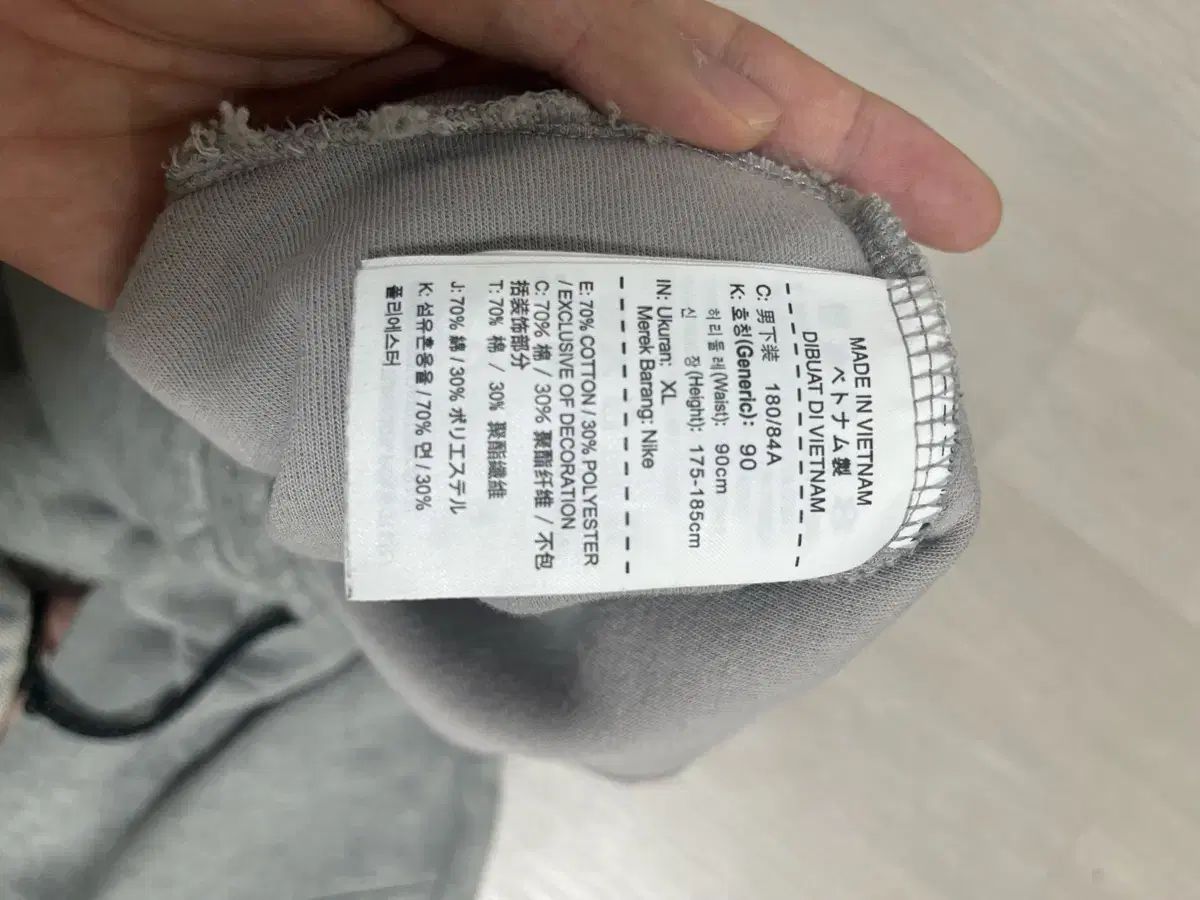 MADE IN VIETNAM
ベトナム製
DIBUAT DI VIETNAM
C: 男下装 180/84A
K: 호칭(Generic): 90
허리둘레(Waist): 90cm
신 장(Height): 175-185cm
IN: Ukuran: XL
Merek Barang: Nike
E: 70% COTTON / 30% POLYESTER
/ EXCLUSIVE OF DECORATION
C: 70% 棉 / 30% 聚酯纤维 / 不包
括装饰部分
T: 70% 棉 / 30% 聚酯纖維
J: 70% 綿 / 30% ポリエステル
K: 섬유혼용율 / 70% 면 / 30%
폴리에스터